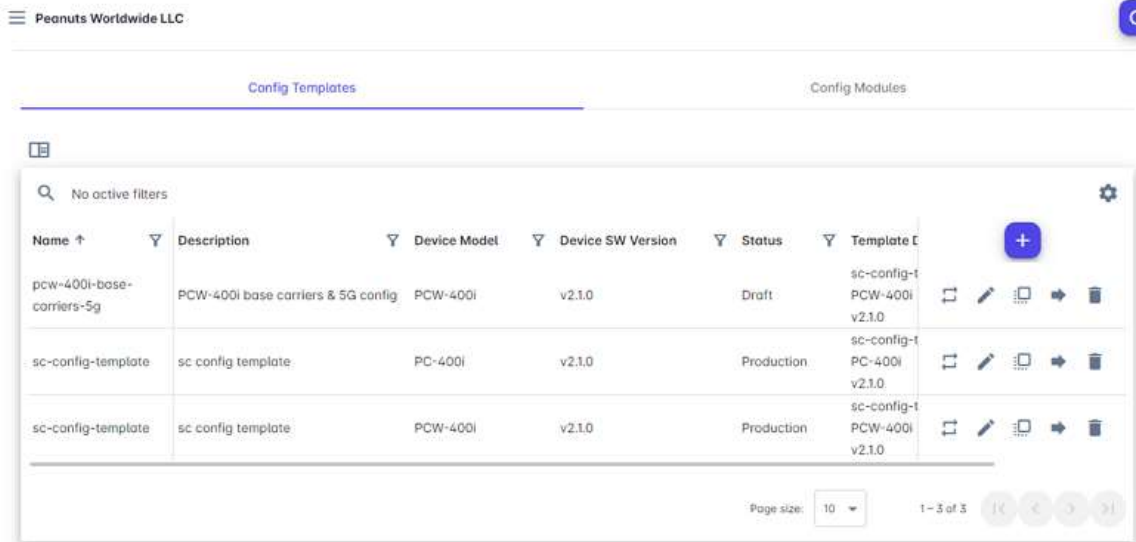 Peanuts Worldwide LLC
Config Templates
Config Modules
No active filters
Name ↑
Description
Device Model
Device SW Version
Status
Template D
pcw-400i-base-
carriers-5g
PCW-400i base carriers & 5G config
PCW-400i
v2.1.0
Draft
sc-config-t
PCW-400i
v2.1.0
sc-config-template
sc config template
PC-400i
v2.1.0
Production
sc-config-t
PC-400i
v2.1.0
sc-config-template
sc config template
PCW-400i
v2.1.0
Production
sc-config-t
PCW-400i
v2.1.0
Page size:
10
1 – 3 of 3